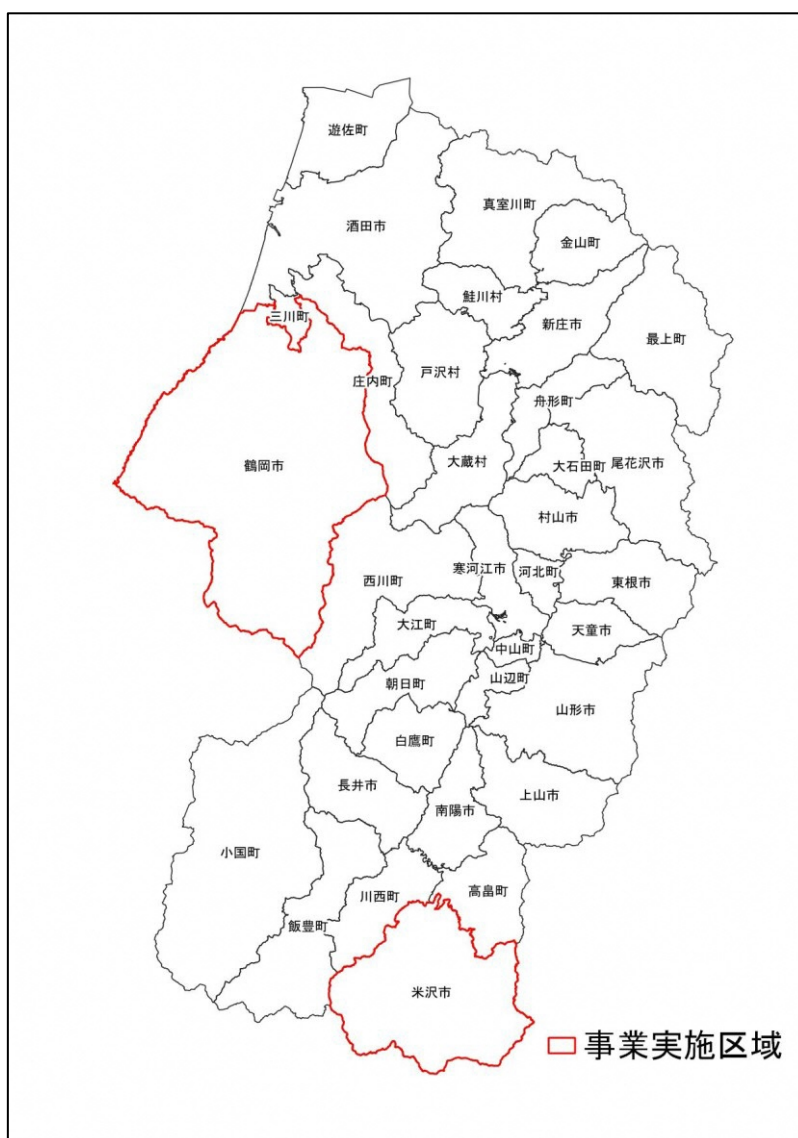 遊佐町
真室川町
酒田市
金山町
鮭川村
三川町
新庄市
最上町
戸沢村
庄内町
舟形町
鶴岡市
大蔵村
大石田町
尾花沢市
村山市
西川町
寒河江市
河北町
東根市
大江町
天童市
中山町
朝日町
山辺町
山形市
白鷹町
長井市
上山市
南陽市
小国町
川西町
高畠町
飯豊町
米沢市
事業実施区域